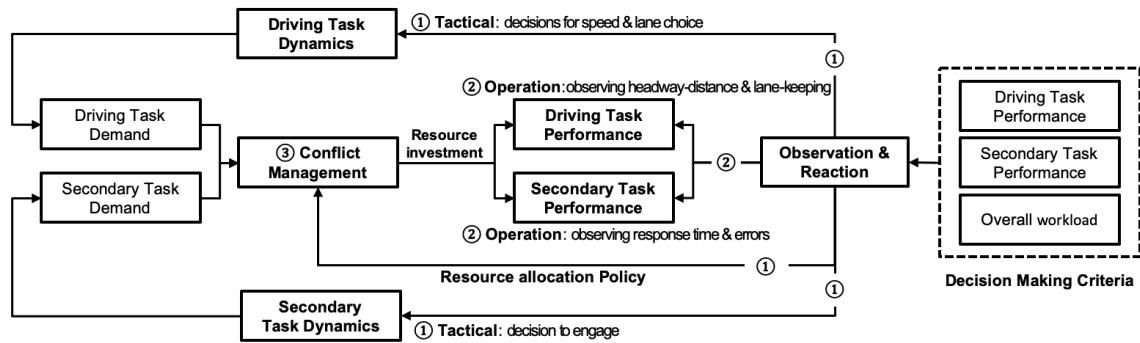 Driving Task
Dynamics
① Tactical: decisions for speed & lane choice
①
② Operation: observing headway-distance & lane-keeping
Driving Task
Demand
Secondary Task
Demand
③ Conflict
Management
Resource
investment
Driving Task
Performance
Secondary Task
Performance
②
Observation &
Reaction
Driving Task
Performance
Secondary Task
Performance
Overall workload
Decision Making Criteria
② Operation: observing response time & errors
①
Resource allocation Policy
①
Secondary
Task Dynamics
① Tactical: decision to engage